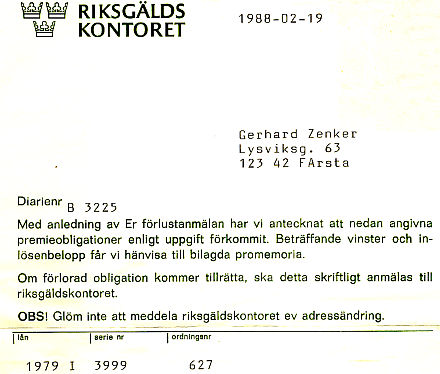 RIKSGÄLDS
KONTORET
1988-02-19
Gerhard Zenker
Lysviksg. 63
123 42 FArsta
Diarienr B 3225
Med anledning av Er förlustanmälan har vi antecknat att nedan angivna
premieobligationer enligt uppgift förkommit. Beträffande vinster och in-
lösenbelopp får vi hänvisa till bilagda promemoria.
Om förlorad obligation kommer tillrätta, ska detta skriftligt anmälas till
riksgäldskontoret.
OBS! Glöm inte att meddela riksgäldskontoret ev adressändring.
lån serie nr ordningsnr
1979 I 3999 627